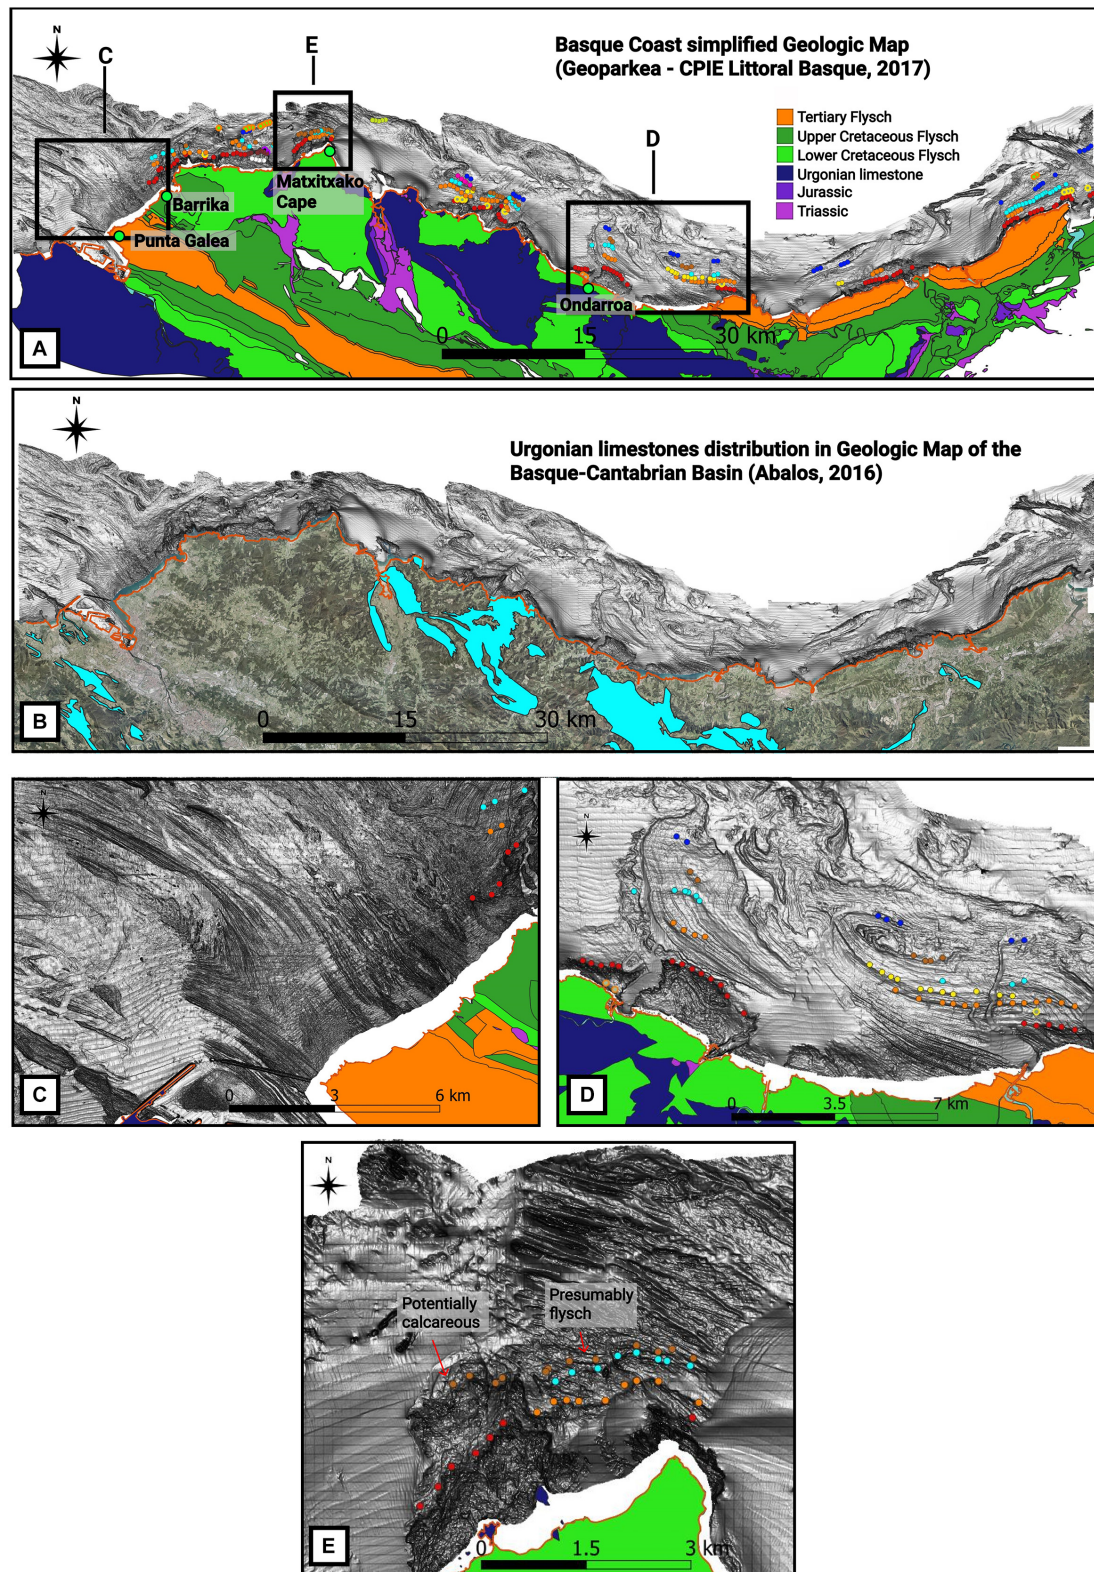 N
C
E
Basque Coast simplified Geologic Map
(Geoparkea - CPIE Littoral Basque, 2017)
D
Tertiary Flysch
Upper Cretaceous Flysch
Lower Cretaceous Flysch
Urgonian limestone
Jurassic
Triassic
Matxitxako
Cape
Barrika
Punta Galea
Ondarroa
0
15
30 km
A
N
Urgonian limestones distribution in Geologic Map of the
Basque-Cantabrian Basin (Abalos, 2016)
0
15
30 km
B
N
0
3
6 km
C
N
0
3.5
7 km
D
N
Potentially
calcareous
Presumably
flysch
0
1.5
3 km
E